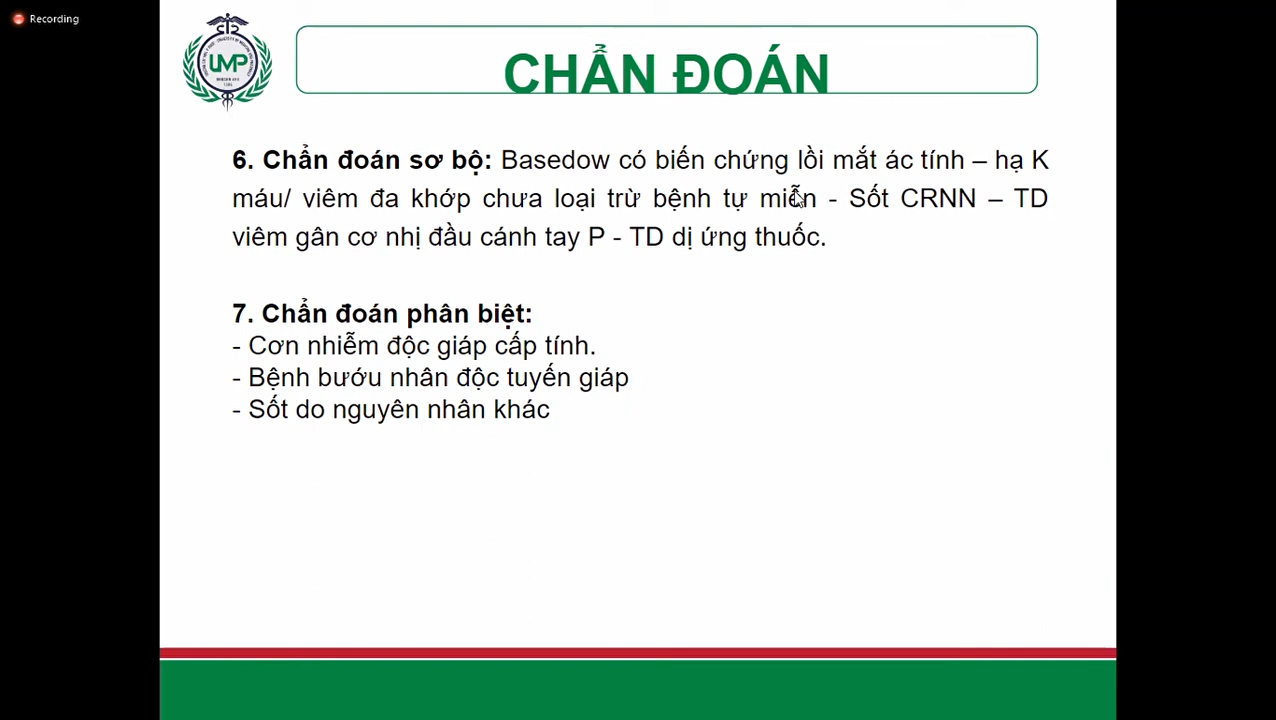 Recording
UMP
CHẨN ĐOÁN
6. Chẩn đoán sơ bộ: Basedow có biến chứng lồi mắt ác tính – hạ K
máu/ viêm đa khớp chưa loại trừ bệnh tự miễn - Sốt CRNN – TD
viêm gân cơ nhị đầu cánh tay P - TD dị ứng thuốc.
7. Chẩn đoán phân biệt:
- Cơn nhiễm độc giáp cấp tính.
- Bệnh bướu nhân độc tuyến giáp
- Sốt do nguyên nhân khác